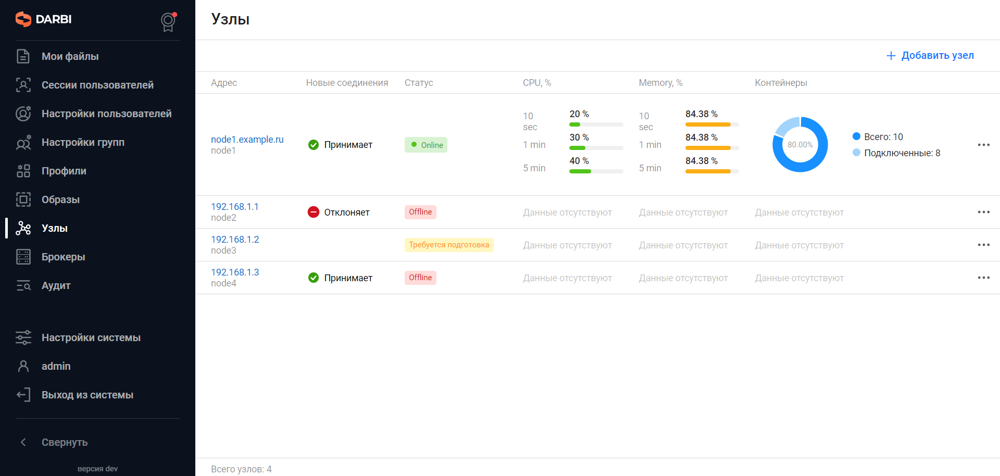 DARBI
Мои файлы
Сессии пользователей
Настройки пользователей
Настройки групп
Профили
Образы
Узлы
Брокеры
Аудит
Настройки системы
admin
Выход из системы
Свернуть
версия dev
Узлы
Добавить узел
Адрес Новые соединения Статус CPU, % Memory, % Контейнеры
node1.example.ru
node1
Принимает
Online
10 sec 20 %
1 min 30 %
5 min 40 %
10 sec 84.38 %
1 min 84.38 %
5 min 84.38 %
80.00%
Всего: 10
Подключенные: 8
192.168.1.1
node2
Отклоняет Offline Данные отсутствуют Данные отсутствуют Данные отсутствуют
192.168.1.2
node3
Требуется подготовка Данные отсутствуют Данные отсутствуют Данные отсутствуют
192.168.1.3
node4
Принимает Offline Данные отсутствуют Данные отсутствуют Данные отсутствуют
Всего узлов: 4